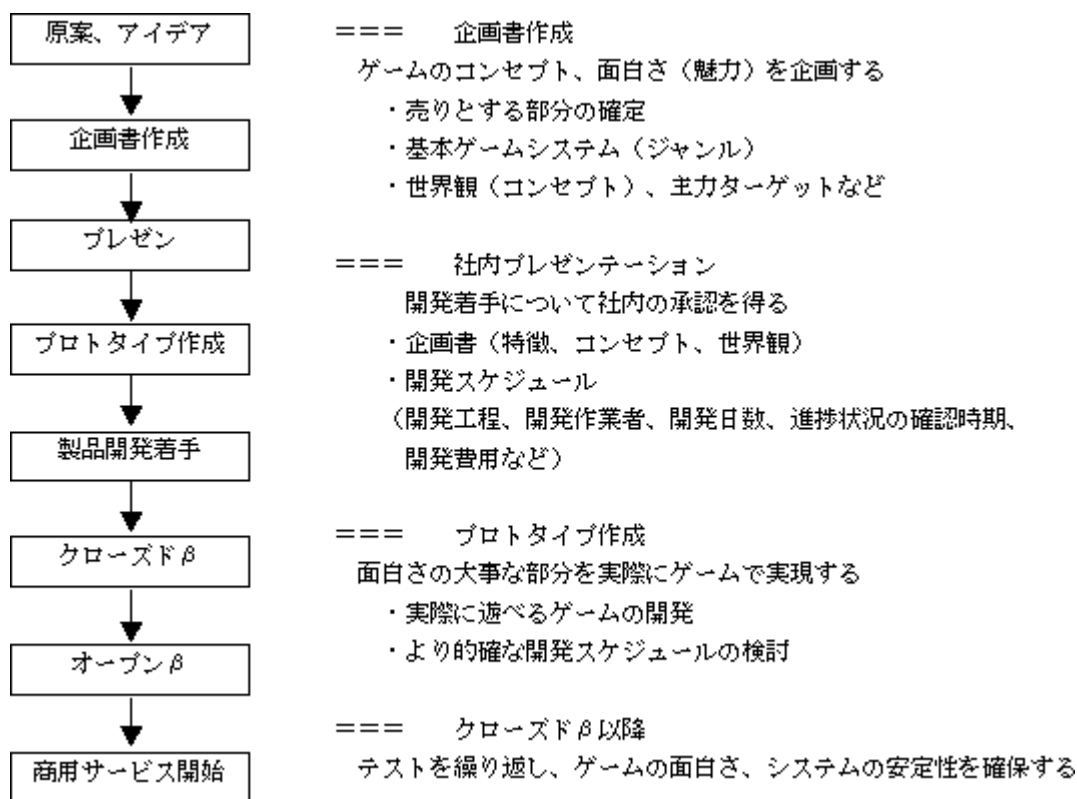 原案、アイデア
企画書作成
プレゼン
プロトタイプ作成
製品開発着手
クローズドβ
オープンβ
商用サービス開始
＝＝＝　企画書作成
ゲームのコンセプト、面白さ（魅力）を企画する
・売りとする部分の確定
・基本ゲームシステム（ジャンル）
・世界観（コンセプト）、主力ターゲットなど
＝＝＝　社内プレゼンテーション
開発着手について社内の承認を得る
・企画書（特徴、コンセプト、世界観）
・開発スケジュール
（開発工程、開発作業者、開発日数、進捗状況の確認時期、
開発費用など）
＝＝＝　プロトタイプ作成
面白さの大事な部分を実際にゲームで実現する
・実際に遊べるゲームの開発
・より的確な開発スケジュールの検討
＝＝＝　クローズドβ以降
テストを繰り返し、ゲームの面白さ、システムの安定性を確保する